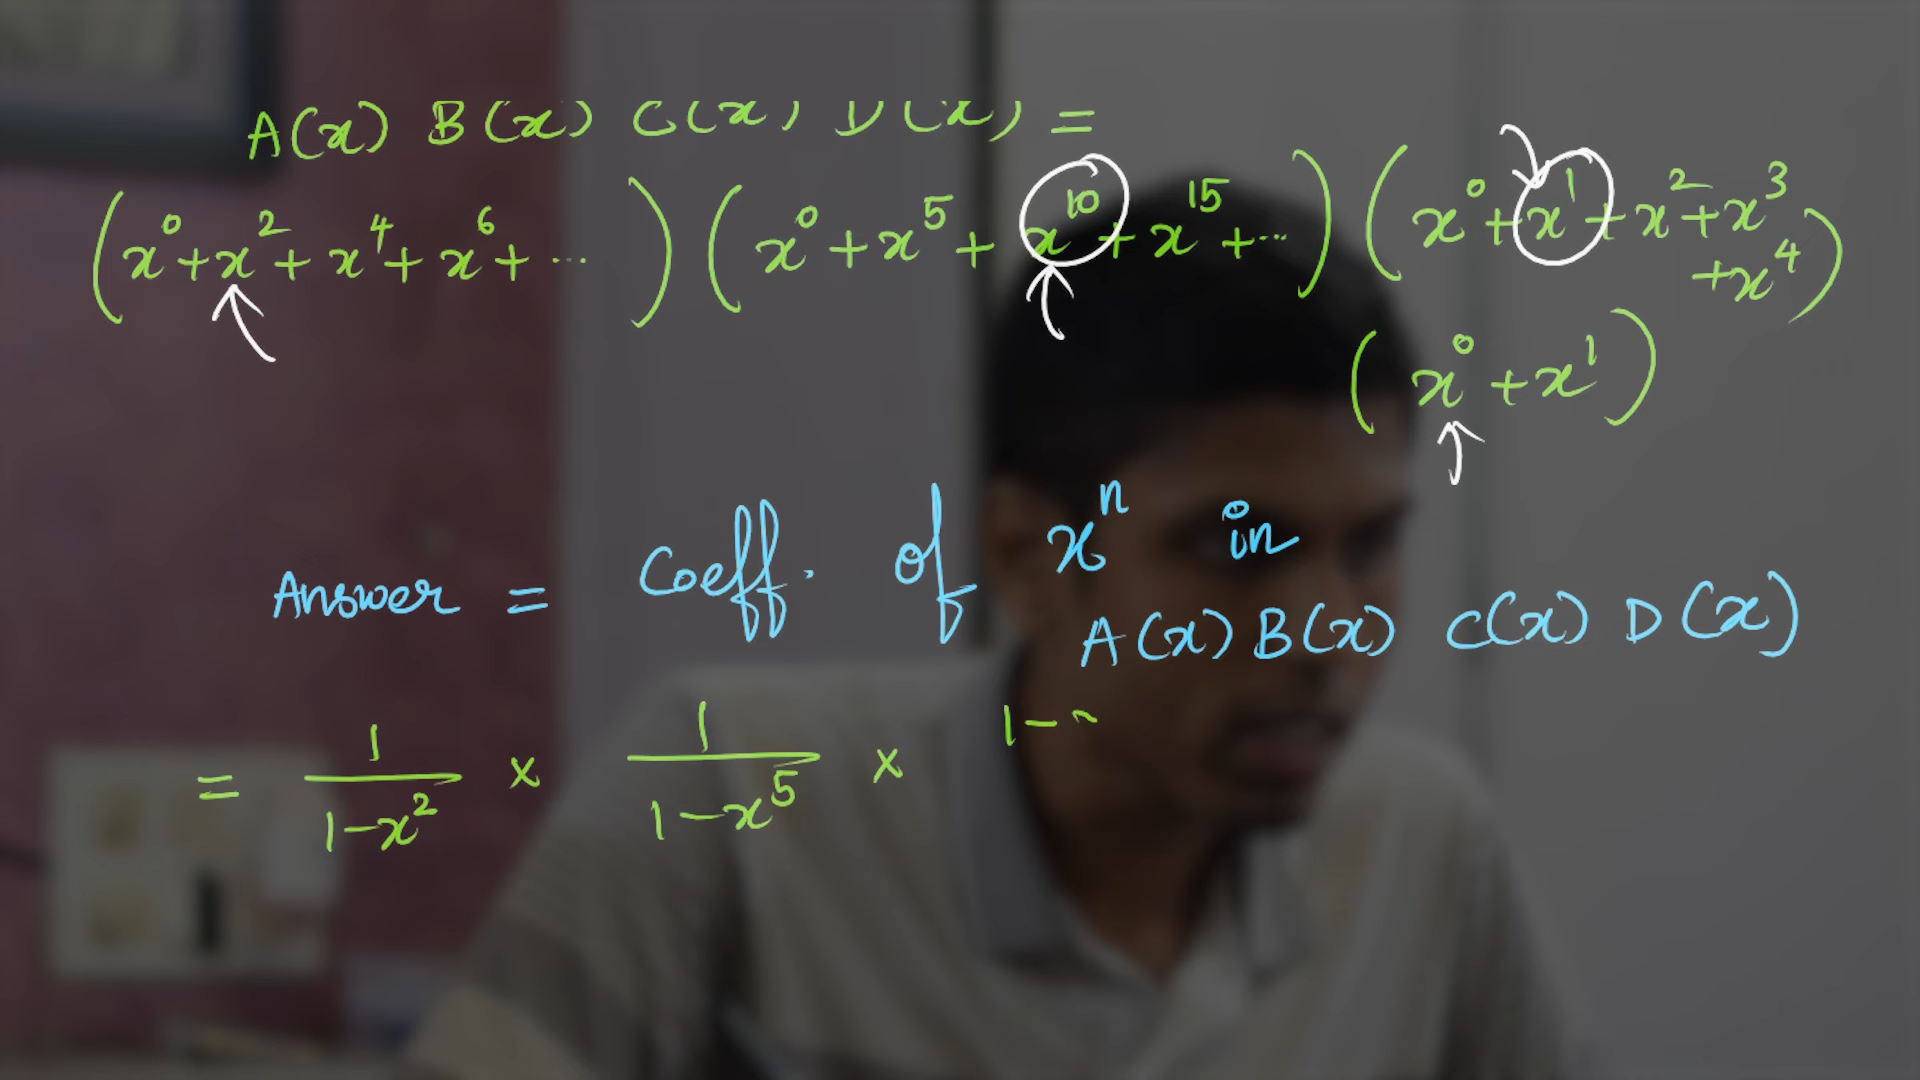 A(x) B(x) C(x) D(x) =
(x⁰+x²+x⁴+x⁶+...) (x⁰+x⁵+x¹⁰+x¹⁵+...) (x⁰+x¹+x²+x³
+x⁴)
(x⁰+x¹)
Answer = Coeff. of xⁿ in
A(x) B(x) C(x) D(x)
= 1/(1-x²) × 1/(1-x⁵) × 1-